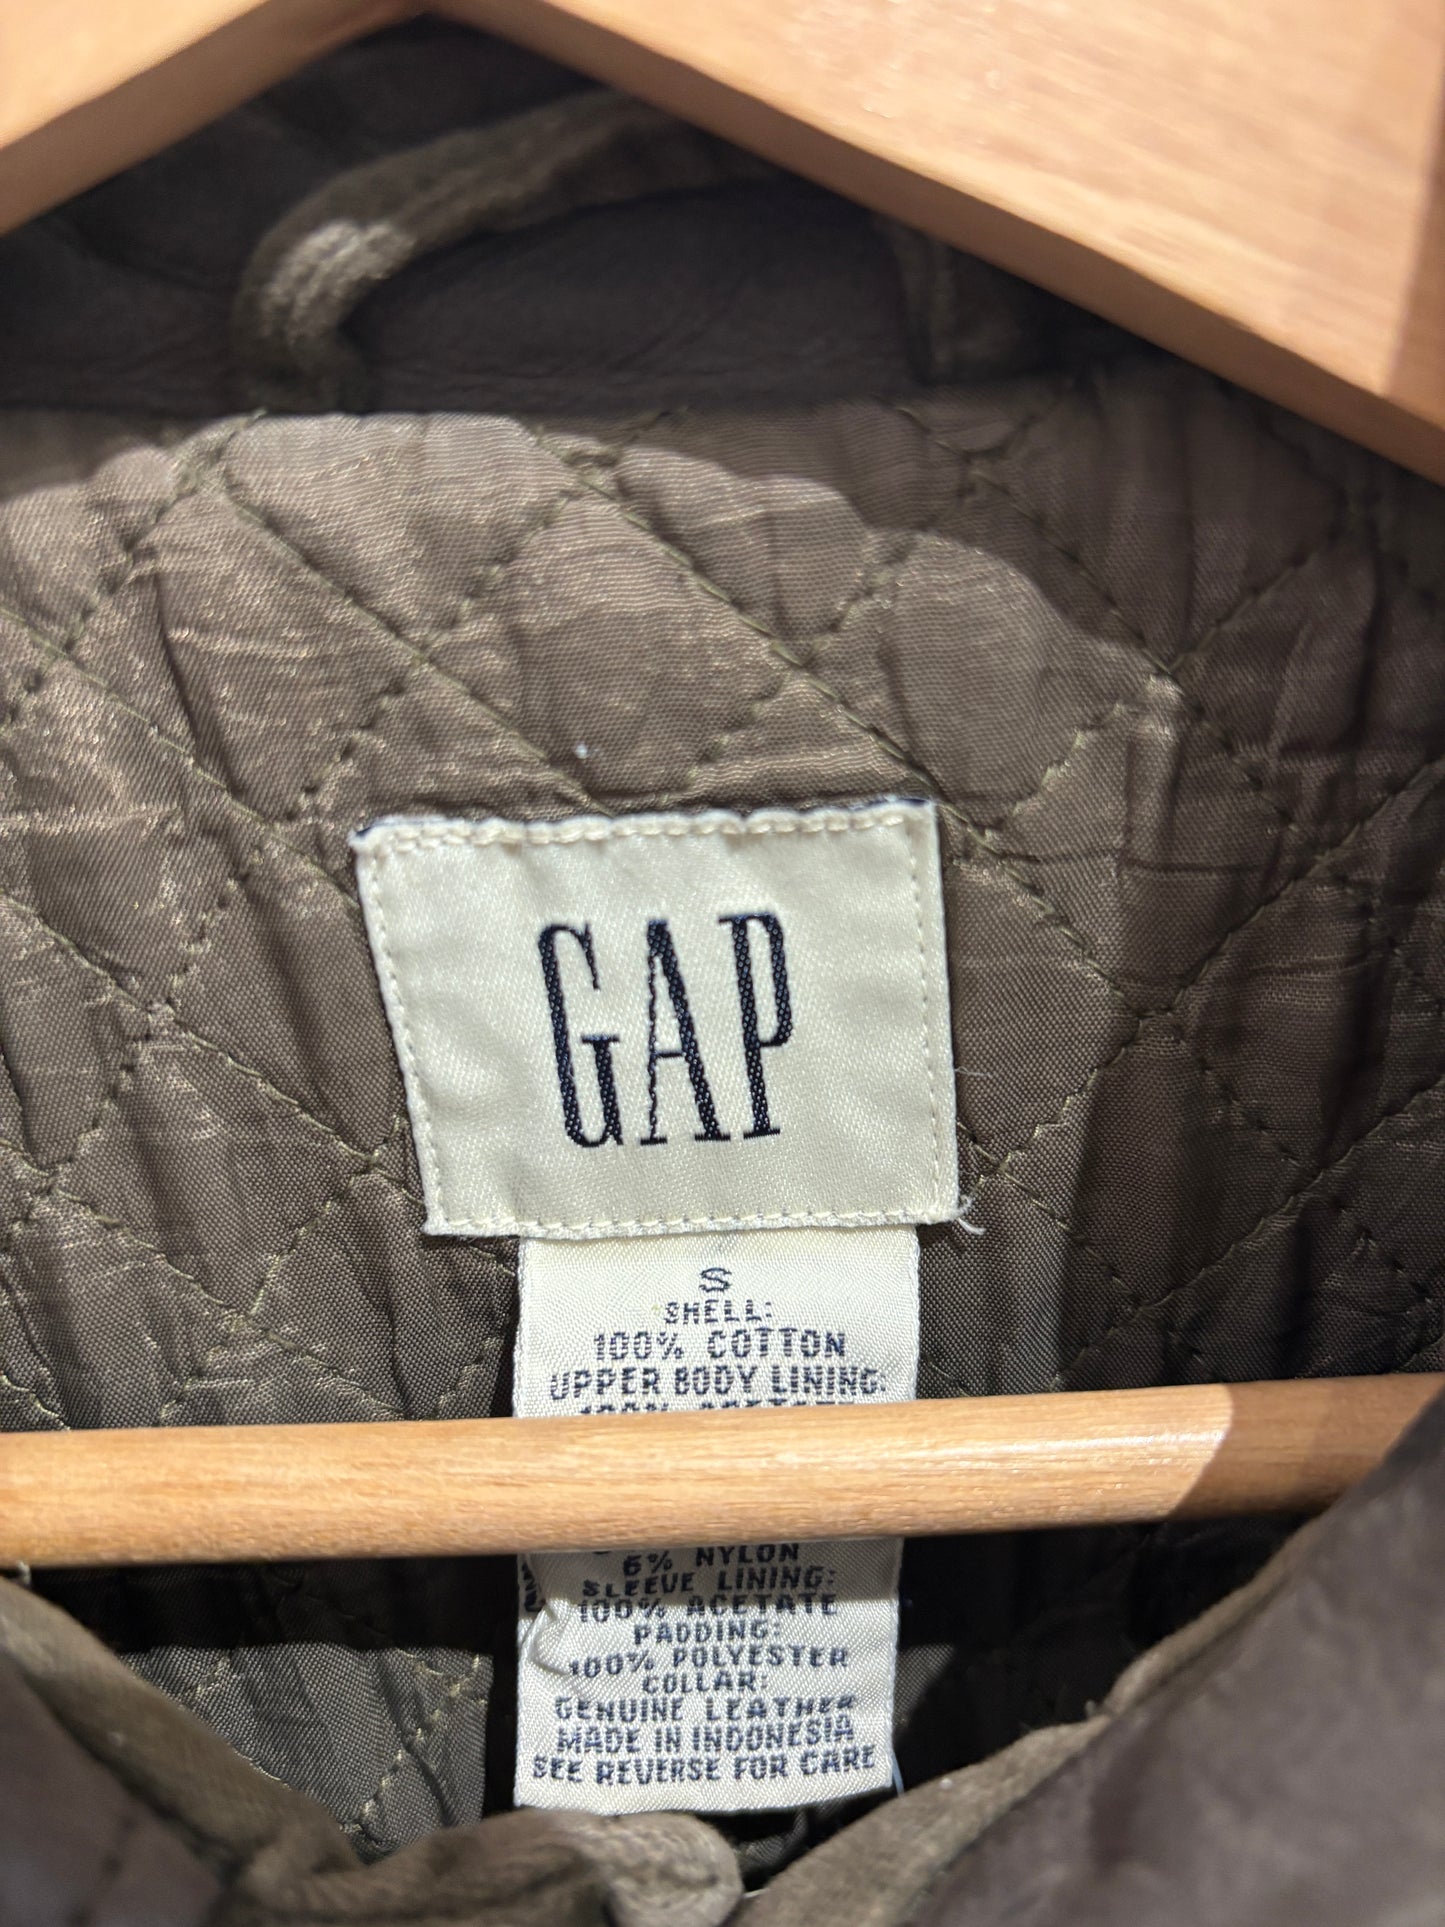 GAP
S
SHELL:
100% COTTON
UPPER BODY LINING:
6% NYLON
SLEEVE LINING:
100% ACETATE
PADDING:
100% POLYESTER
COLLAR:
GENUINE LEATHER
MADE IN INDONESIA
SEE REVERSE FOR CARE